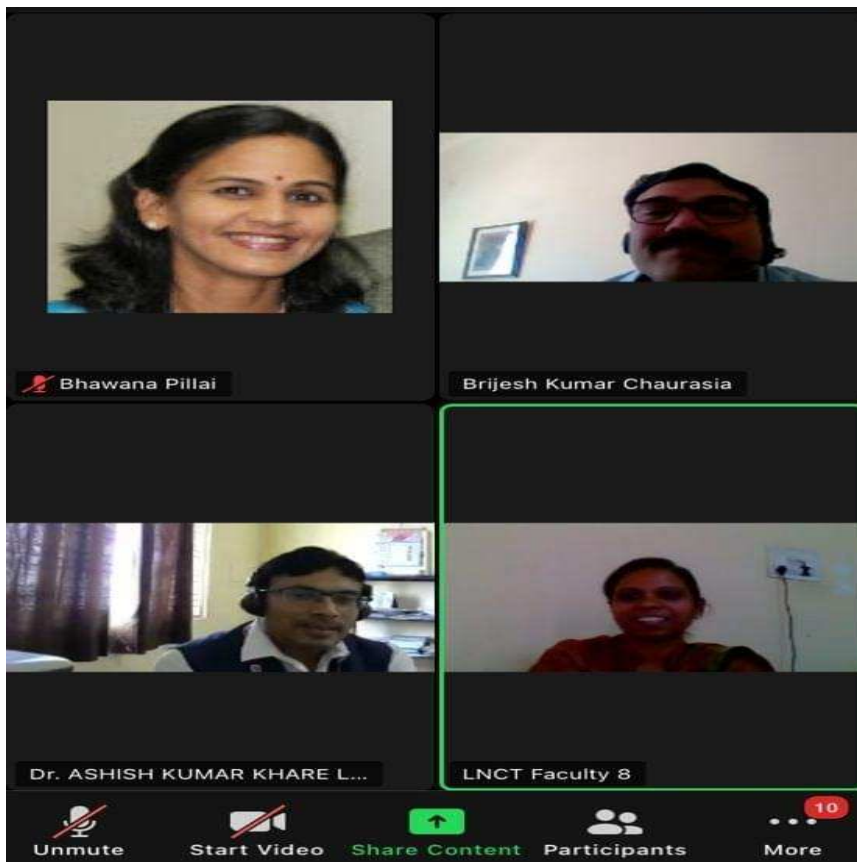 Bhawana Pillai
Brijesh Kumar Chaurasia
Dr. ASHISH KUMAR KHARE L...
LNCT Faculty 8
10
Unmute
Start Video
Share Content
Participants
More